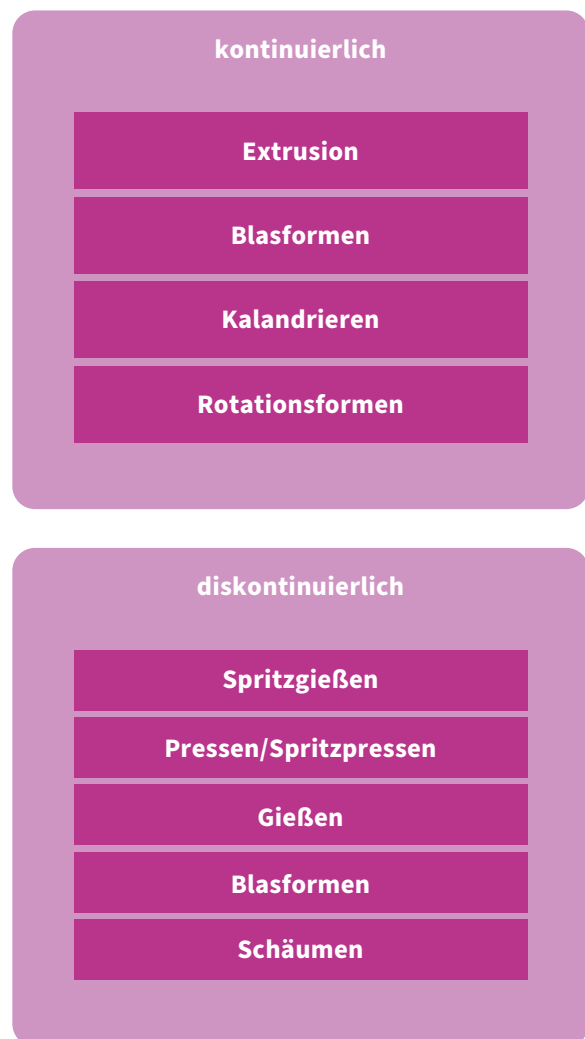 kontinuierlich
Extrusion
Blasformen
Kalandrieren
Rotationsformen
diskontinuierlich
Spritzgießen
Pressen/Spritzpressen
Gießen
Blasformen
Schäumen